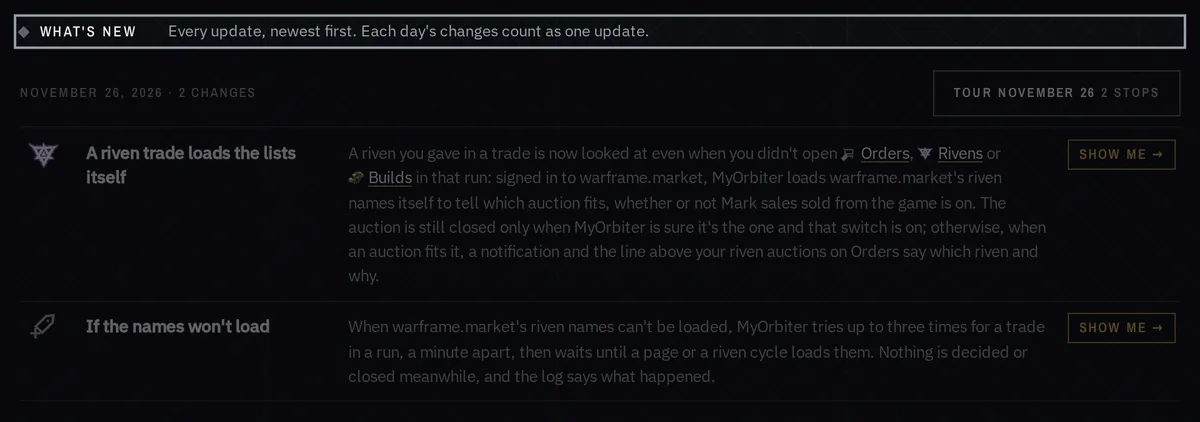 WHAT'S NEW Every update, newest first. Each day's changes count as one update.
NOVEMBER 26, 2026 · 2 CHANGES
TOUR NOVEMBER 26 2 STOPS
A riven trade loads the lists
itself
A riven you gave in a trade is now looked at even when you didn't open Orders, Rivens or
Builds in that run: signed in to warframe.market, MyOrbiter loads warframe.market's riven
names itself to tell which auction fits, whether or not Mark sales sold from the game is on. The
auction is still closed only when MyOrbiter is sure it's the one and that switch is on; otherwise, when
an auction fits it, a notification and the line above your riven auctions on Orders say which riven and
why.
SHOW ME →
If the names won't load
When warframe.market's riven names can't be loaded, MyOrbiter tries up to three times for a trade
in a run, a minute apart, then waits until a page or a riven cycle loads them. Nothing is decided or
closed meanwhile, and the log says what happened.
SHOW ME →